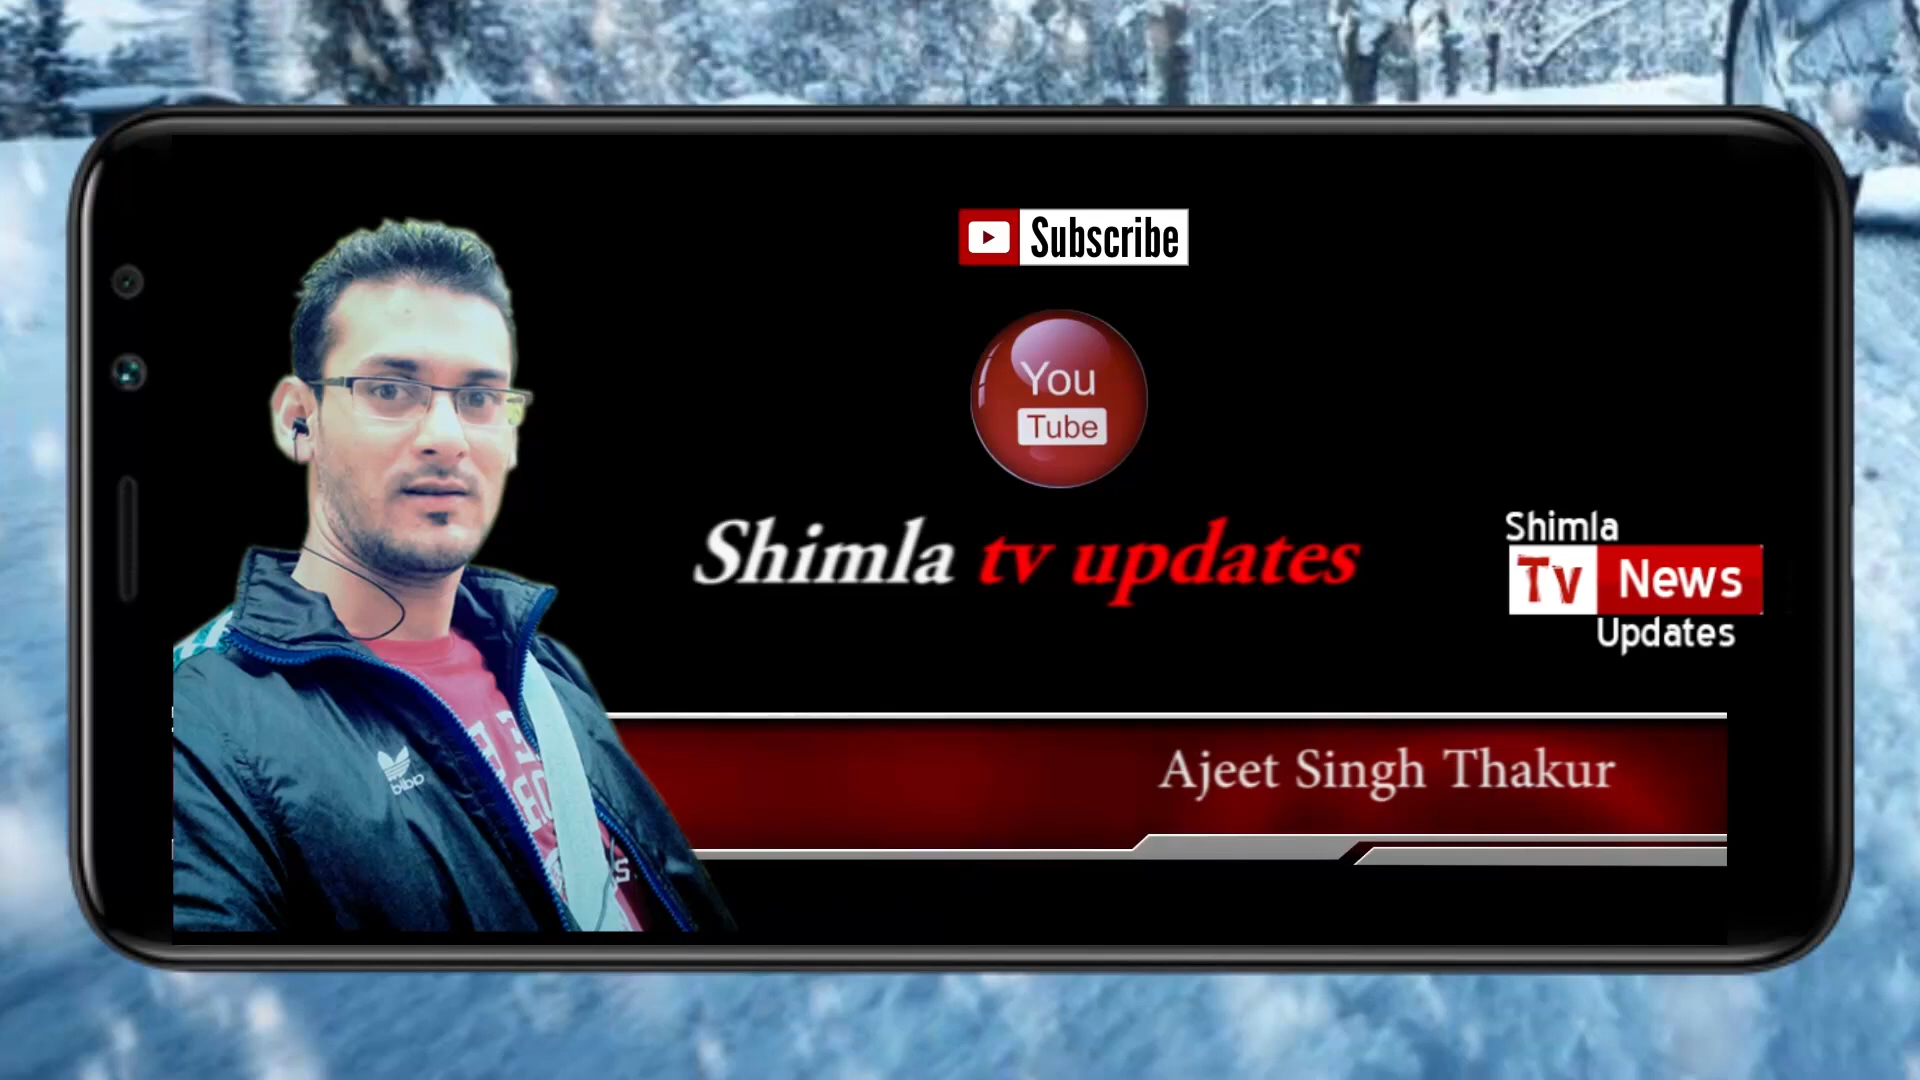 Subscribe
You
Tube
Shimla tv updates
Shimla
Tv News
Updates
Ajeet Singh Thakur